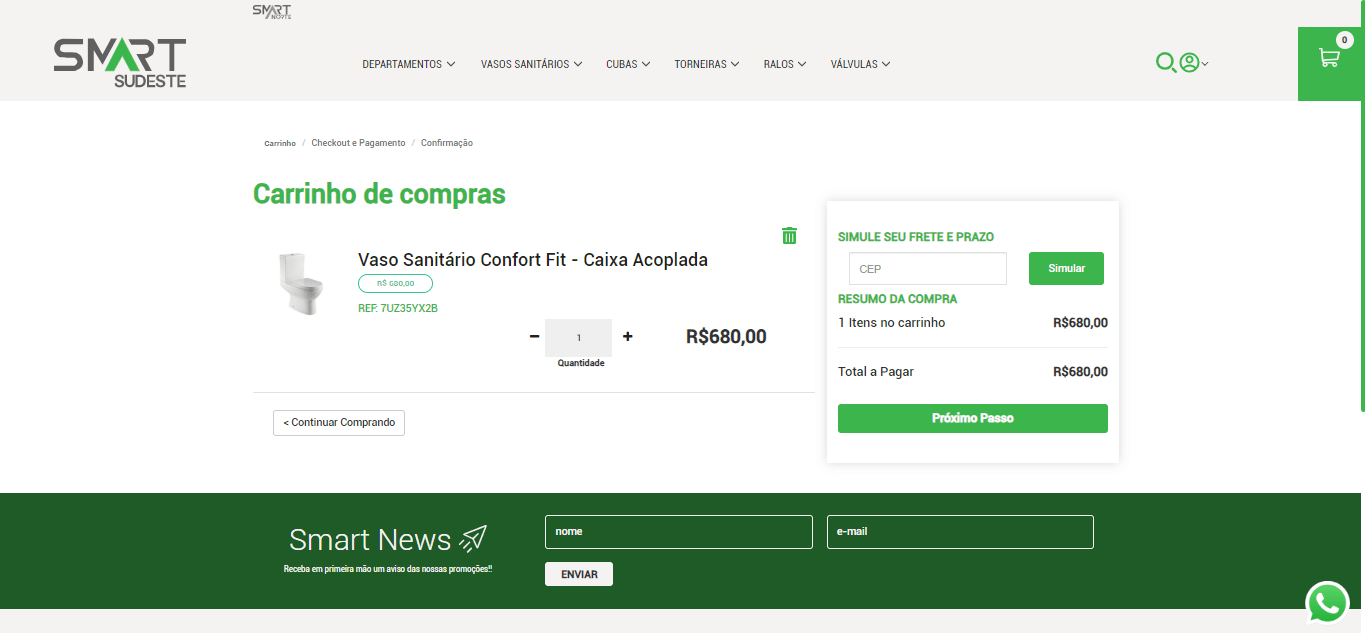 SMART
NORTE
SMART
SUDESTE
DEPARTAMENTOS
VASOS SANITÁRIOS
CUBAS
TORNEIRAS
RALOS
VÁLVULAS
0
Carrinho / Checkout e Pagamento / Confirmação
Carrinho de compras
Vaso Sanitário Confort Fit - Caixa Acoplada
R$ 680,00
REF: 7UZ35YX2B
− 1 +
Quantidade
R$680,00
< Continuar Comprando
SIMULE SEU FRETE E PRAZO
CEP
Simular
RESUMO DA COMPRA
1 Itens no carrinho R$680,00
Total a Pagar R$680,00
Próximo Passo
Smart News
Receba em primeira mão um aviso das nossas promoções!!
nome
e-mail
ENVIAR